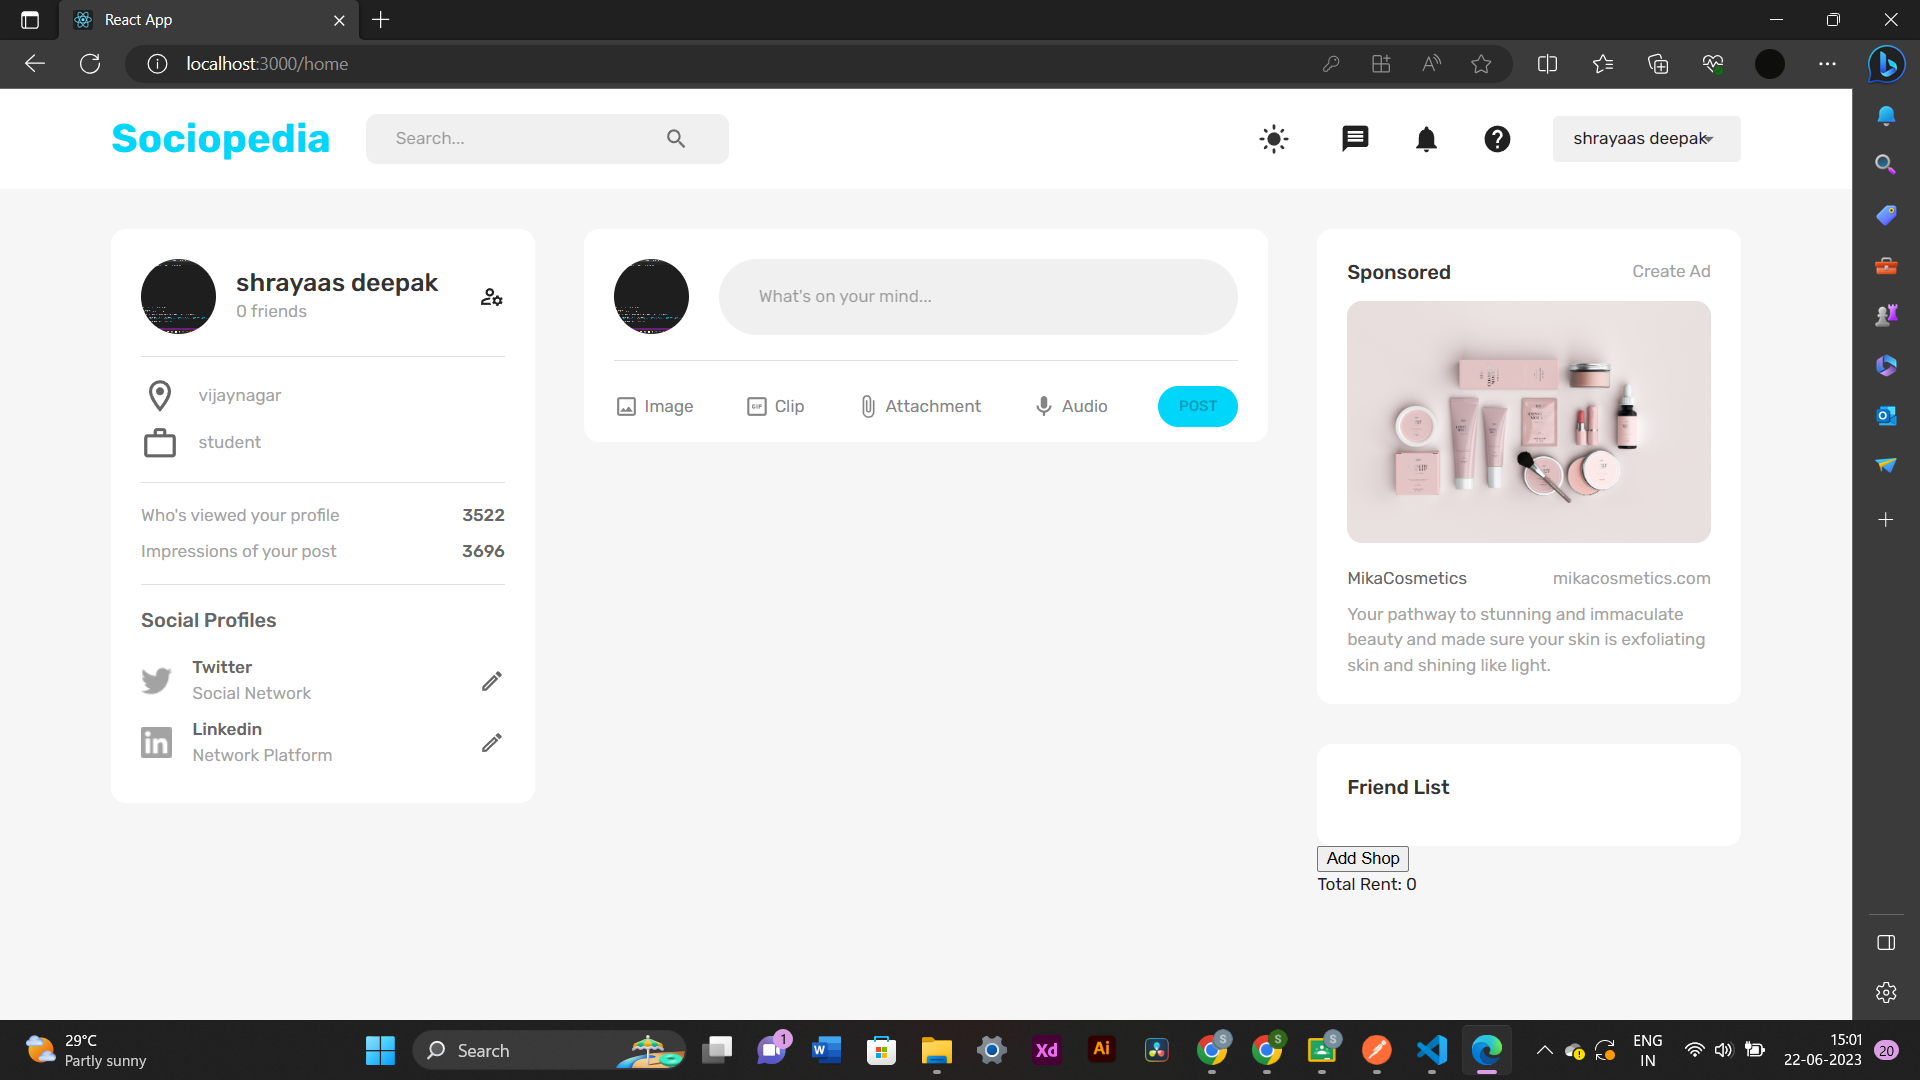 React App
localhost:3000/home
Sociopedia
Search...
shrayaas deepak
shrayaas deepak
0 friends
vijaynagar
student
Who's viewed your profile 3522
Impressions of your post 3696
Social Profiles
Twitter
Social Network
Linkedin
Network Platform
What's on your mind...
Image
GIF Clip
Attachment
Audio
POST
Sponsored Create Ad
MikaCosmetics mikacosmetics.com
Your pathway to stunning and immaculate
beauty and made sure your skin is exfoliating
skin and shining like light.
Friend List
Add Shop
Total Rent: 0
29°C
Partly sunny
Search
1
W
Xd
Ai
S
S
S
ENG
IN
15:01
22-06-2023
20